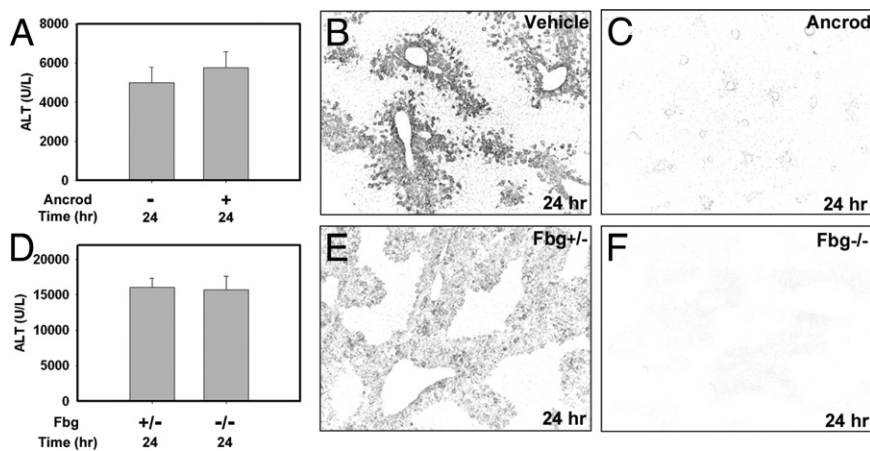 A
ALT (U/L)
8000
6000
4000
2000
0
Ancrod - +
Time (hr) 24 24
B
Vehicle
24 hr
C
Ancrod
24 hr
D
ALT (U/L)
20000
15000
10000
5000
0
Fbg +/- -/-
Time (hr) 24 24
E
Fbg+/-
24 hr
F
Fbg-/-
24 hr